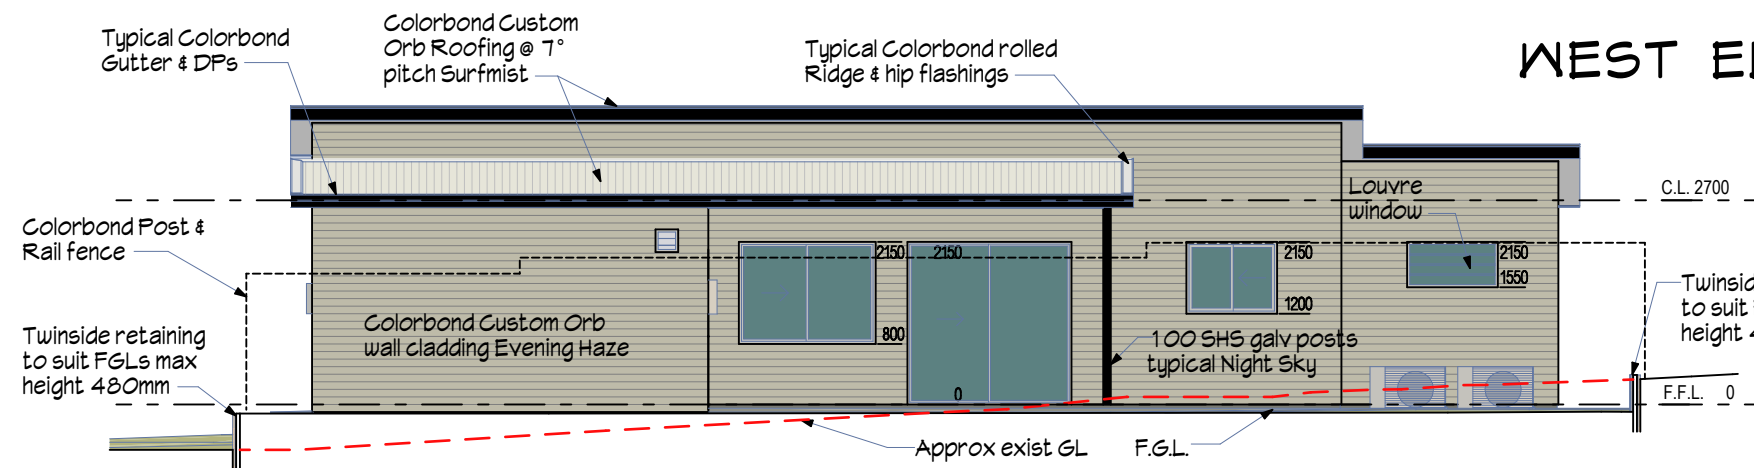 Typical Colorbond
Gutter & DPs
Colorbond Custom
Orb Roofing @ 7°
pitch Surfmist
Typical Colorbond rolled
Ridge & hip flashings
WEST
Louvre
window
C.L. 2700
Colorbond Post &
Rail fence
2150
2150
2150
2150
1550
1200
800
Twinside retaining
to suit FGLs max
height 480mm
Colorbond Custom Orb
wall cladding Evening Haze
100 SHS galv posts
typical Night Sky
to suit
height
0
F.F.L. 0
Approx exist GL
F.G.L.